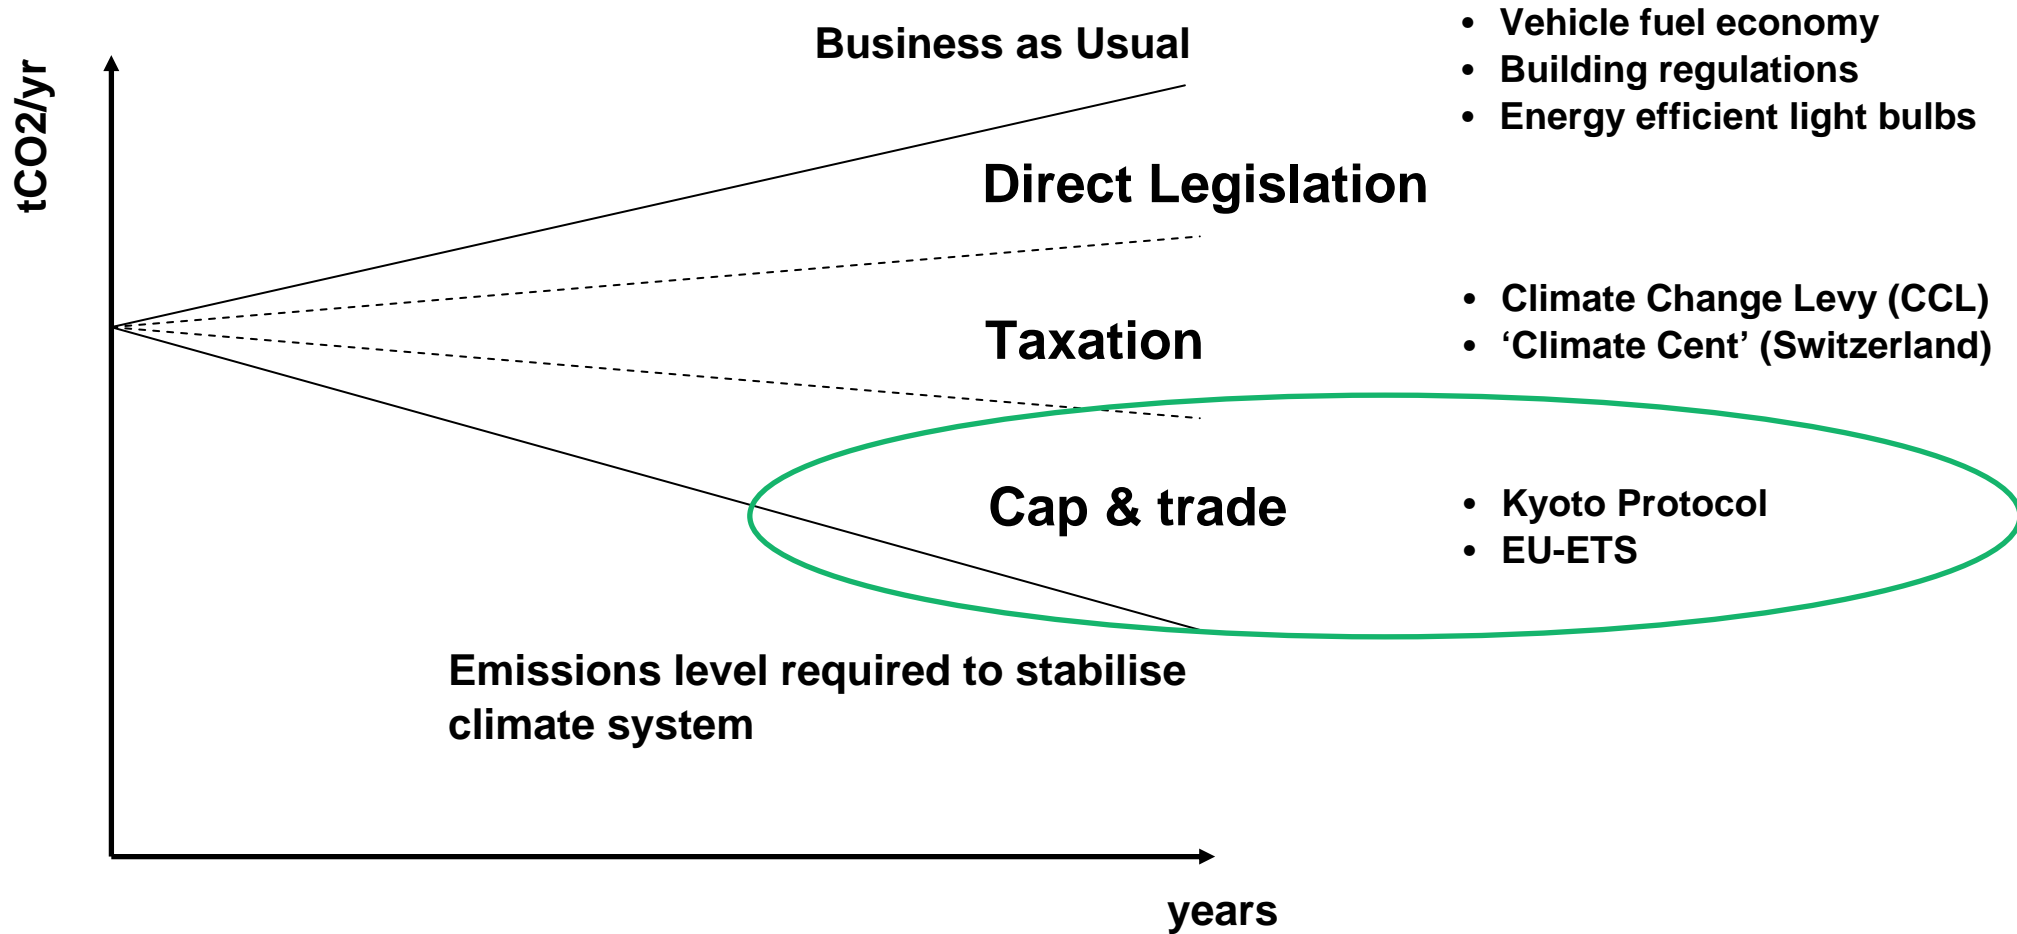 Business as Usual
• Vehicle fuel economy
• Building regulations
• Energy efficient light bulbs
tCO2/yr
Direct Legislation
Taxation
• Climate Change Levy (CCL)
• ‘Climate Cent’ (Switzerland)
Cap & trade
• Kyoto Protocol
• EU-ETS
Emissions level required to stabilise
climate system
years